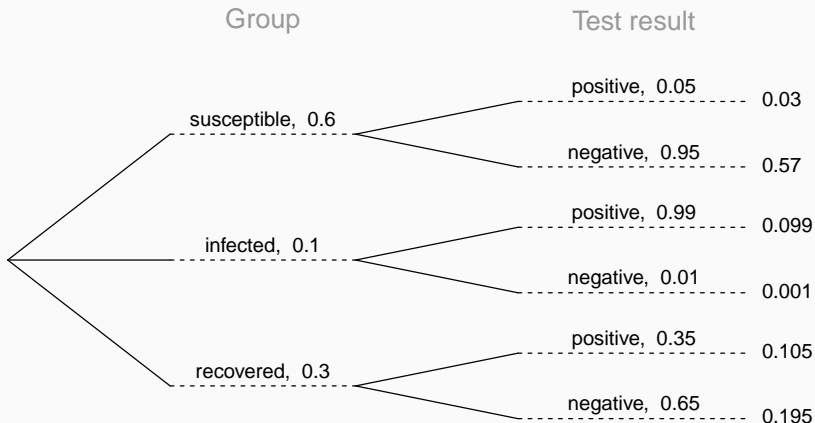 Group Test result
positive, 0.05 0.03
susceptible, 0.6
negative, 0.95 0.57
positive, 0.99 0.099
infected, 0.1
negative, 0.01 0.001
positive, 0.35 0.105
recovered, 0.3
negative, 0.65 0.195